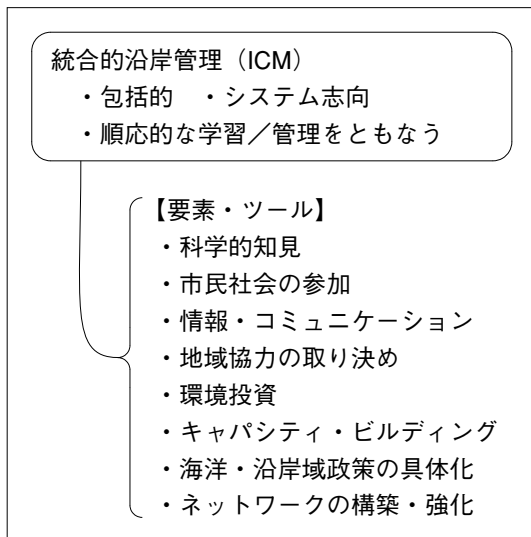 統合的沿岸管理（ICM）
・包括的　・システム志向
・順応的な学習／管理をともなう
【要素・ツール】
・科学的知見
・市民社会の参加
・情報・コミュニケーション
・地域協力の取り決め
・環境投資
・キャパシティ・ビルディング
・海洋・沿岸域政策の具体化
・ネットワークの構築・強化